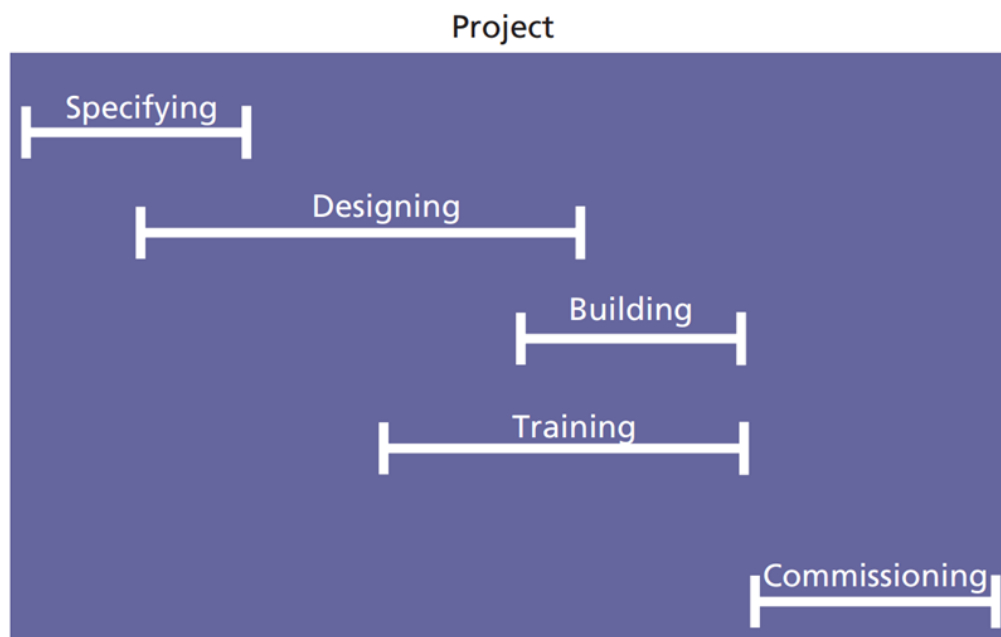 Project
Specifying
Designing
Building
Training
Commissioning